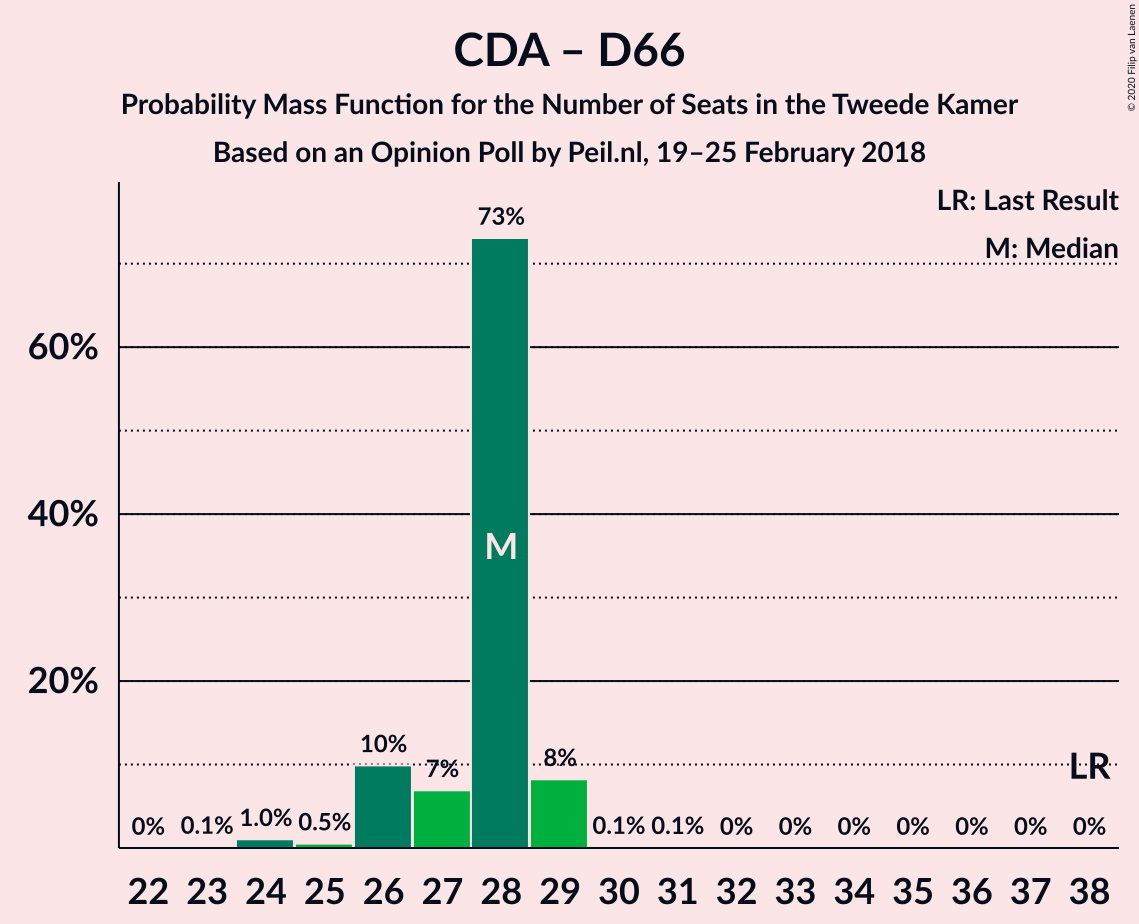 CDA – D66
Probability Mass Function for the Number of Seats in the Tweede Kamer
Based on an Opinion Poll by Peil.nl, 19–25 February 2018
© 2020 Filip van Laenen
LR: Last Result
M: Median
60%
40%
20%
0% 0.1% 1.0% 0.5% 10% 7% 73% 8% 0.1% 0.1% 0% 0% 0% 0% 0% 0% 0%
M
LR
22 23 24 25 26 27 28 29 30 31 32 33 34 35 36 37 38